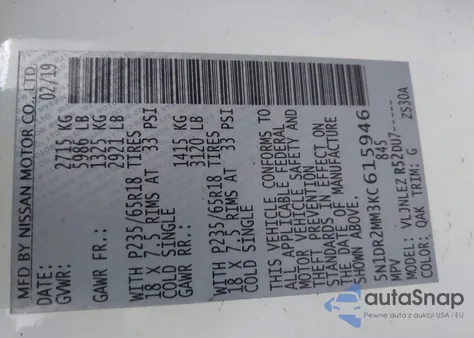 MFD BY NISSAN MOTOR CO., LTD.
DATE: 02/19
GVWR: 2715 KG
5986 LB
GAWR FR.: 1325 KG
2921 LB
WITH P235/65R18 TIRES
18 X 7.5 RIMS AT 33 PSI
COLD SINGLE
1415 KG
3120 LB
GAWR RR.:
WITH P235/65R18 TIRES
18 X 7.5 RIMS AT 33 PSI
COLD SINGLE
THIS VEHICLE CONFORMS TO
ALL APPLICABLE FEDERAL
MOTOR VEHICLE SAFETY AND
THEFT PREVENTION
STANDARDS IN EFFECT ON
THE DATE OF MANUFACTURE
SHOWN ABOVE.
5N1DR2MM3KC615946
MPV 845
MODEL: VLJNLEZ R52DU7-----
COLOR: QAK TRIM: G ZS30A
autoSnap
Pewne auta z aukcji USA i EU